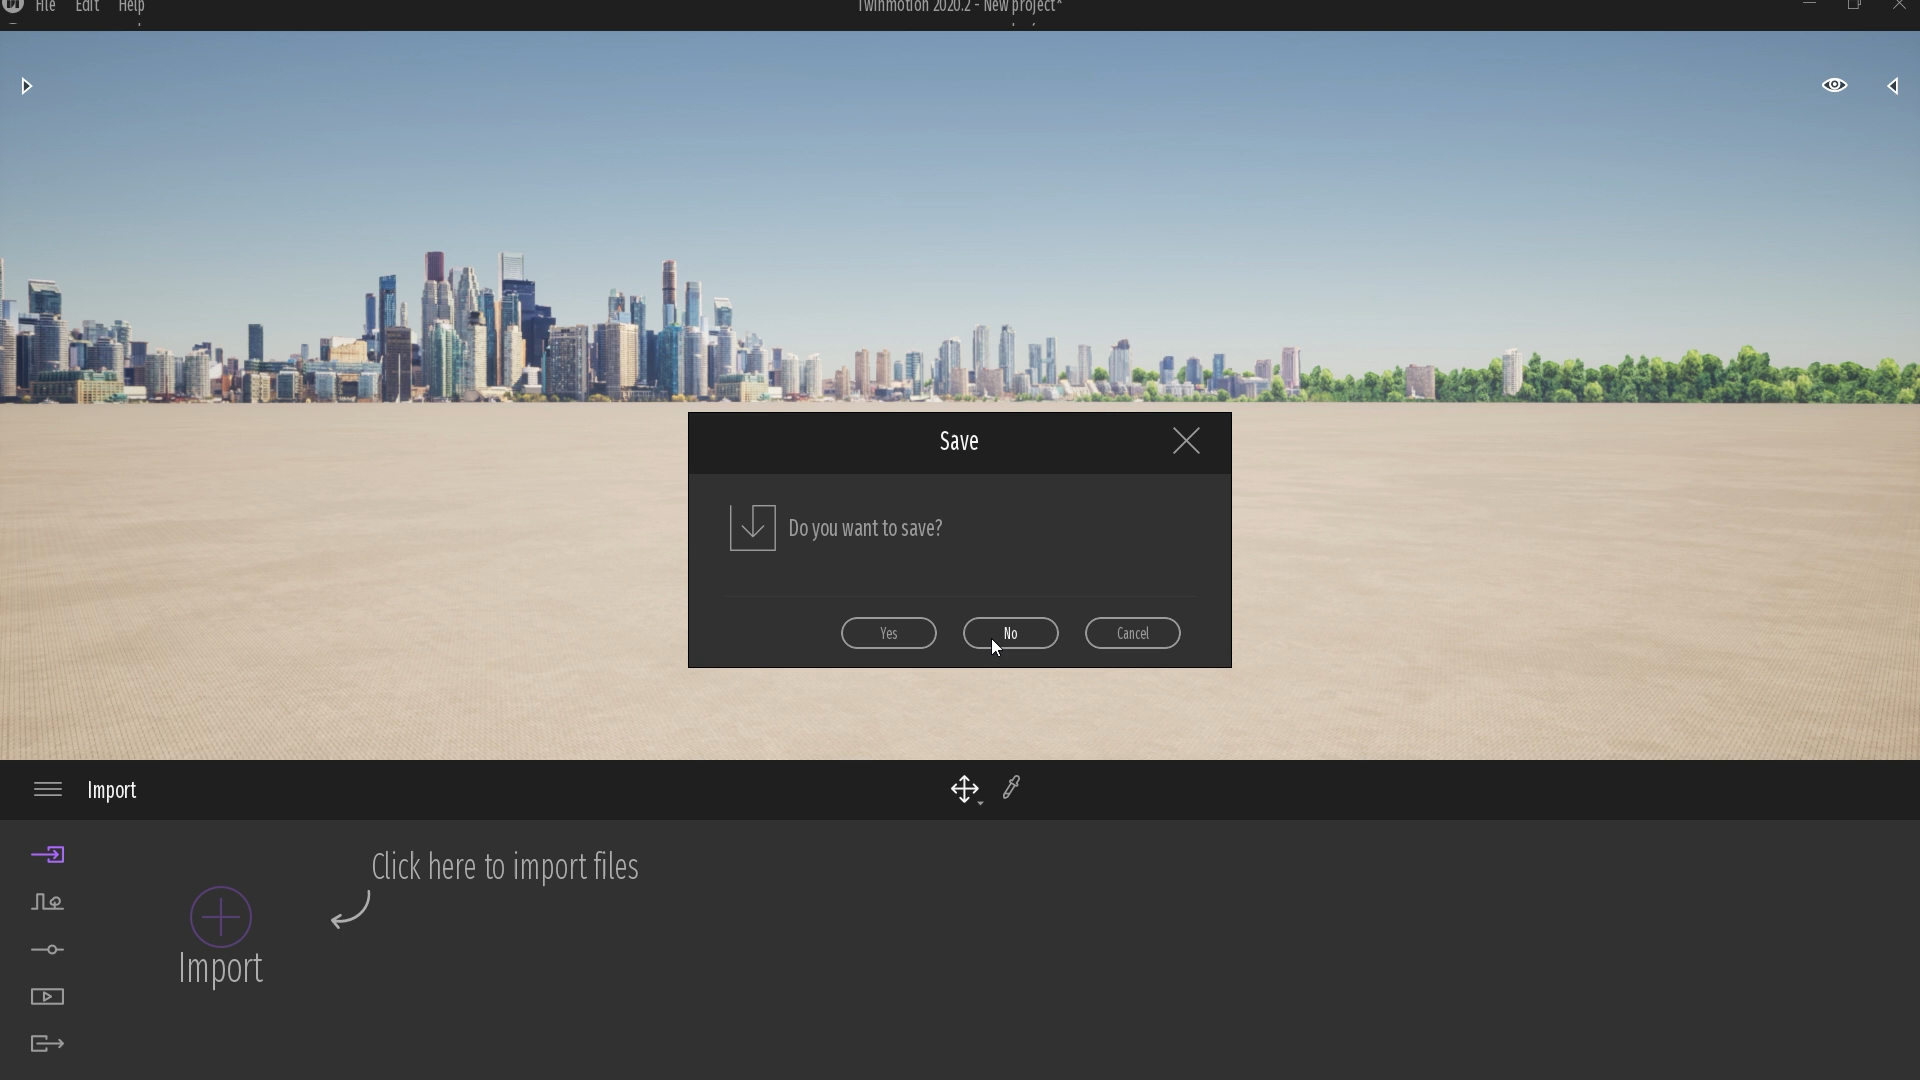 File Edit Help
Twinmotion 2020.2 - New project*
Save
Do you want to save?
Yes No Cancel
Import
Click here to import files
Import